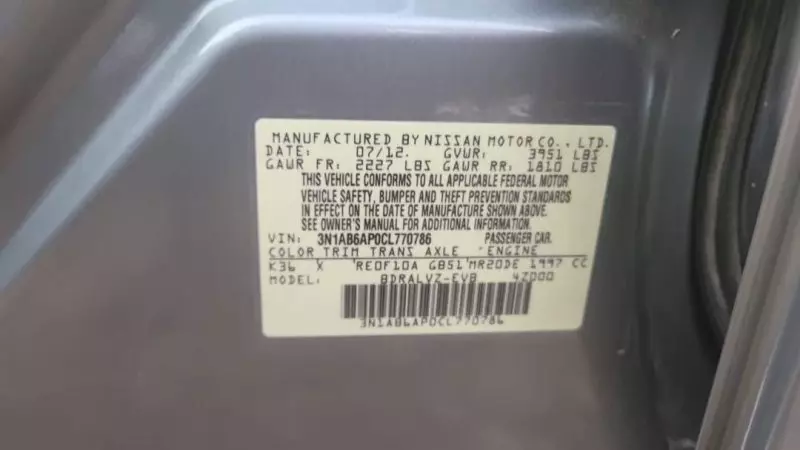 MANUFACTURED BY NISSAN MOTOR CO., LTD.
DATE: 07/12. GVWR: 3951 LBS
GAWR FR: 2227 LBS GAWR RR: 1810 LBS
THIS VEHICLE CONFORMS TO ALL APPLICABLE FEDERAL MOTOR
VEHICLE SAFETY, BUMPER AND THEFT PREVENTION STANDARDS
IN EFFECT ON THE DATE OF MANUFACTURE SHOWN ABOVE.
SEE OWNER'S MANUAL FOR ADDITIONAL INFORMATION
VIN: 3N1AB6AP0CL770786 PASSENGER CAR.
COLOR TRIM TRANS AXLE ENGINE
K36 X RE0F10A GB51 MR20DE 1997 CC
MODEL: BDRALVZ-EVB 4Z000
3N1AB6AP0CL770786